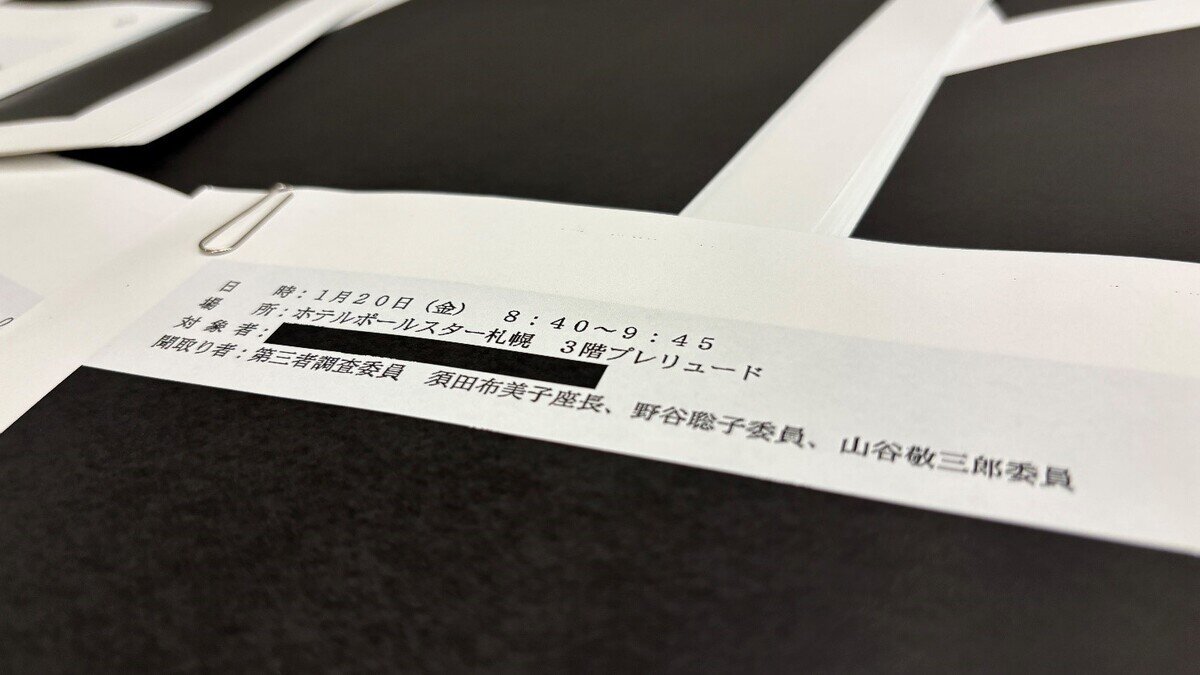 日　時：１月２０日（金）　８：４０～９：４５
場　所：ホテルポールスター札幌　３階プレリュード
対象者：
聞取り者：第三者調査委員　須田布美子座長、野谷聡子委員、山谷敬三郎委員